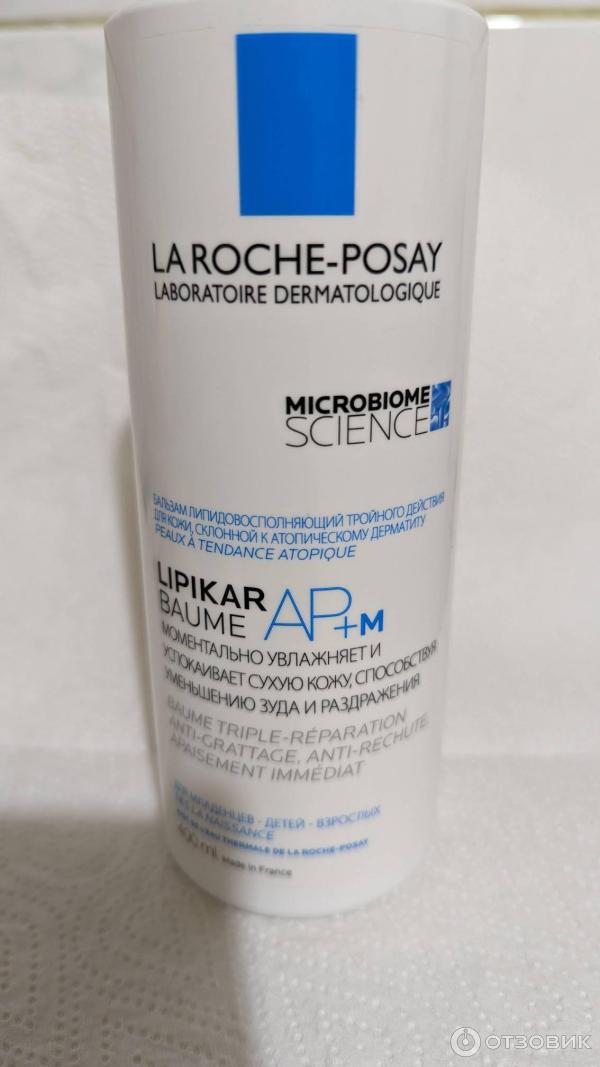 LA ROCHE-POSAY
LABORATOIRE DERMATOLOGIQUE
MICROBIOME
SCIENCE
БАЛЬЗАМ ЛИПИДОВОСПОЛНЯЮЩИЙ ТРОЙНОГО ДЕЙСТВИЯ
ДЛЯ КОЖИ, СКЛОННОЙ К АТОПИЧЕСКОМУ ДЕРМАТИТУ
PEAUX À TENDANCE ATOPIQUE
LIPIKAR
BAUME AP+M
МОМЕНТАЛЬНО УВЛАЖНЯЕТ И
УСПОКАИВАЕТ СУХУЮ КОЖУ, СПОСОБСТВУЯ
УМЕНЬШЕНИЮ ЗУДА И РАЗДРАЖЕНИЯ
BAUME TRIPLE-RÉPARATION
ANTI-GRATTAGE, ANTI-RECHUTE,
APAISEMENT IMMÉDIAT
ДЛЯ МЛАДЕНЦЕВ - ДЕТЕЙ - ВЗРОСЛЫХ
DÈS LA NAISSANCE
DE L'EAU THERMALE DE LA ROCHE-POSAY
400 ml Made in France
ОТЗОВИК